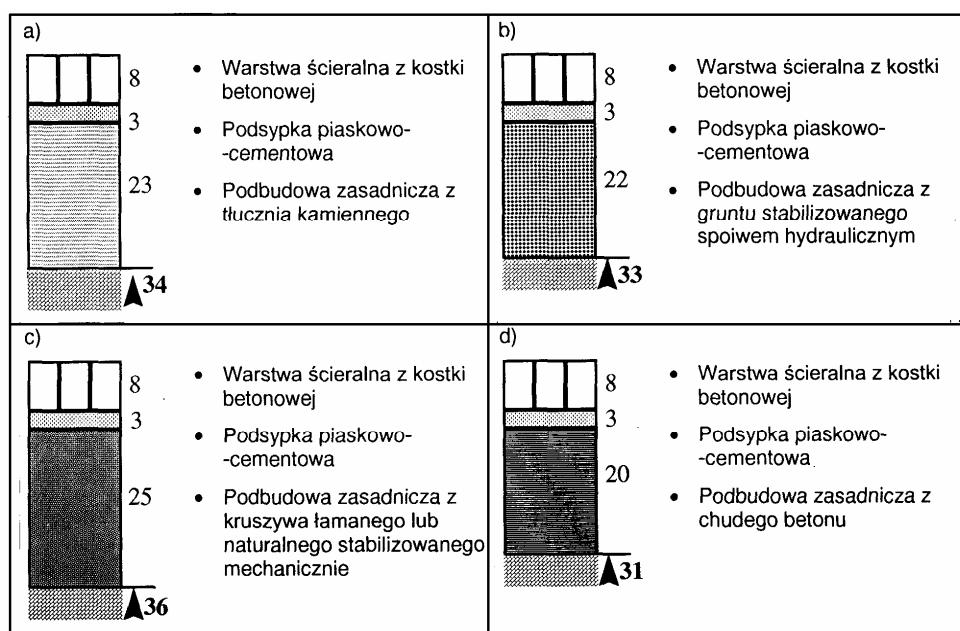 a)
8
3
23
34
• Warstwa ścieralna z kostki
betonowej
• Podsypka piaskowo-
-cementowa
• Podbudowa zasadnicza z
tłucznia kamiennego
b)
8
3
22
33
• Warstwa ścieralna z kostki
betonowej
• Podsypka piaskowo-
-cementowa
• Podbudowa zasadnicza z
gruntu stabilizowanego
spoiwem hydraulicznym
c)
8
3
25
36
• Warstwa ścieralna z kostki
betonowej
• Podsypka piaskowo-
-cementowa
• Podbudowa zasadnicza z
kruszywa łamanego lub
naturalnego stabilizowanego
mechanicznie
d)
8
3
20
31
• Warstwa ścieralna z kostki
betonowej
• Podsypka piaskowo-
-cementowa
• Podbudowa zasadnicza z
chudego betonu